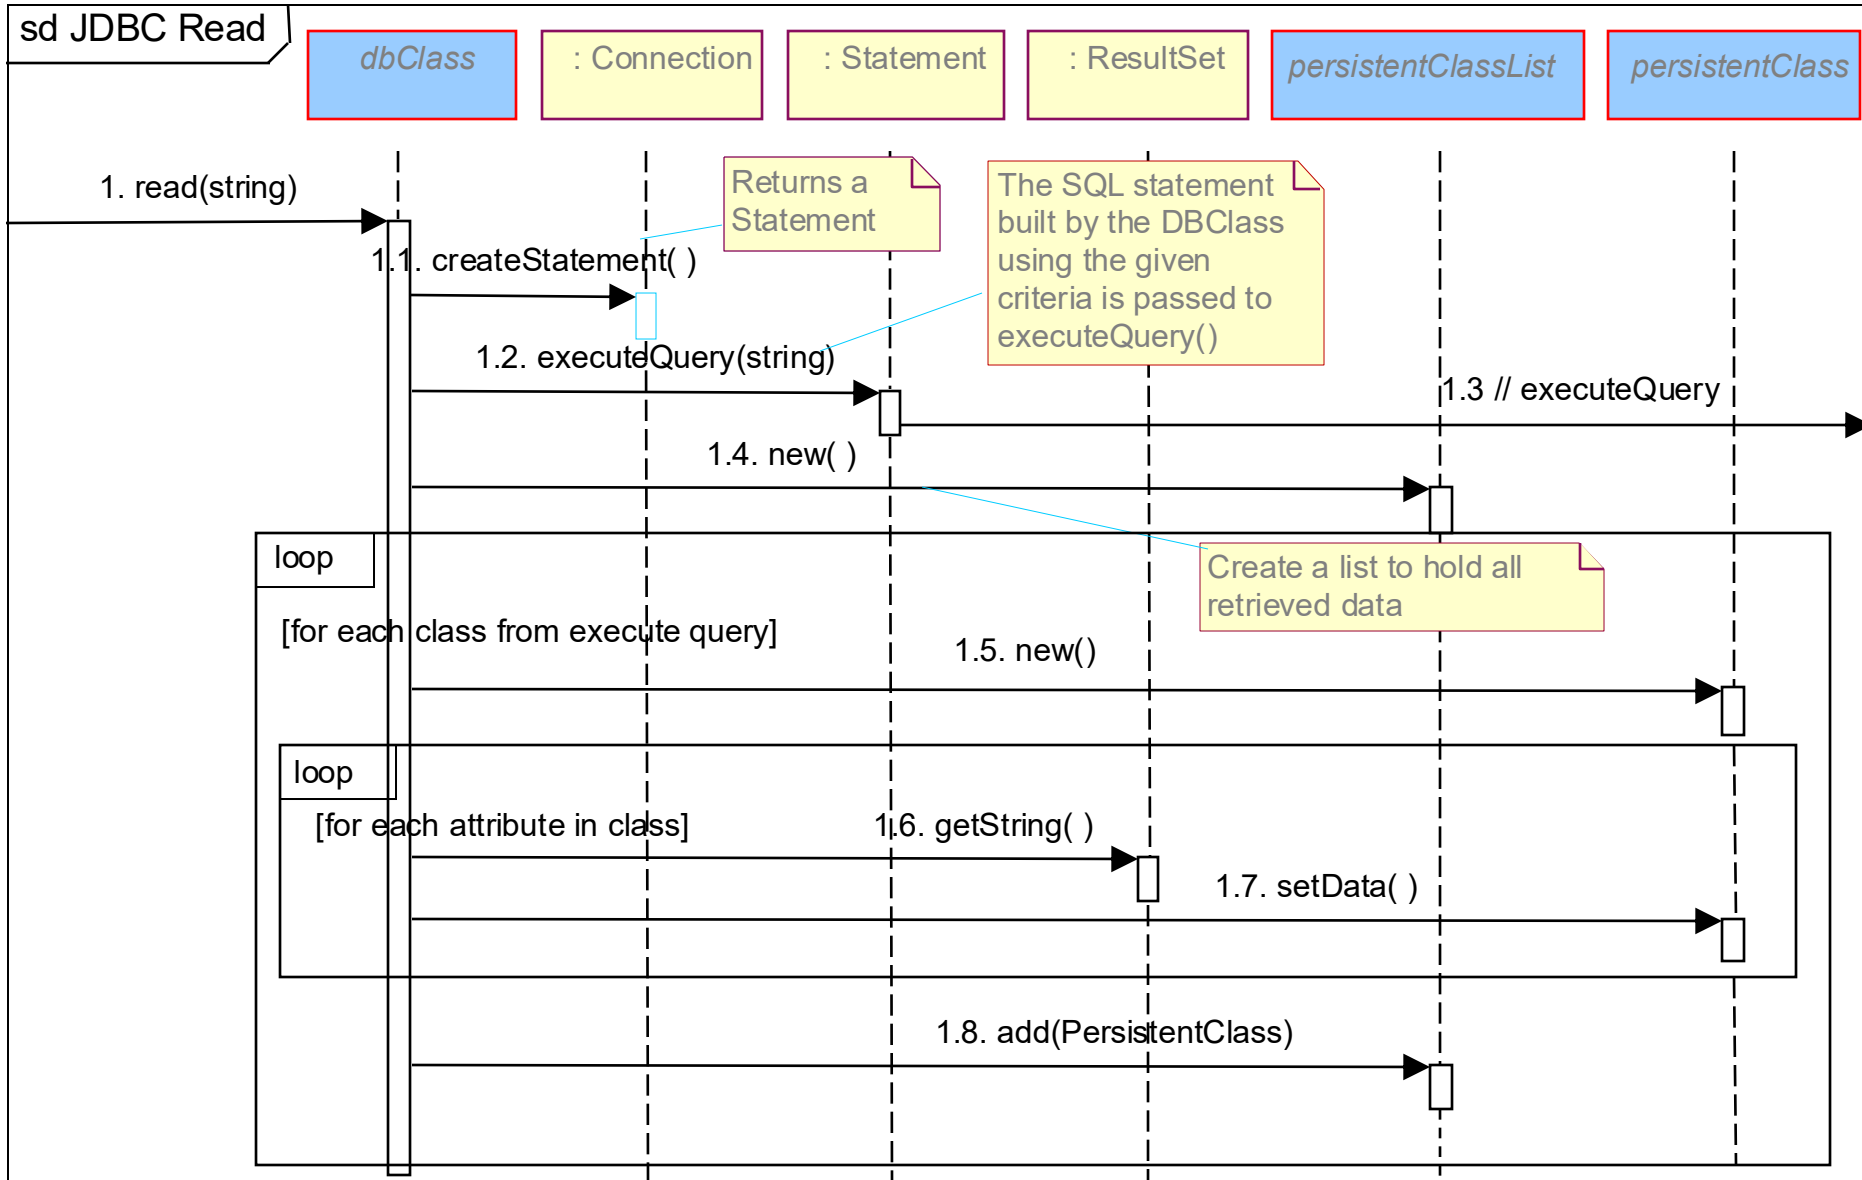 sd JDBC Read
dbClass
: Connection
: Statement
: ResultSet
persistentClassList
persistentClass
1. read(string)
Returns a
Statement
The SQL statement
built by the DBClass
using the given
criteria is passed to
executeQuery()
1.1. createStatement( )
1.2. executeQuery(string)
1.3 // executeQuery
1.4. new( )
loop
Create a list to hold all
retrieved data
[for each class from execute query]
1.5. new()
loop
[for each attribute in class]
1.6. getString( )
1.7. setData( )
1.8. add(PersistentClass)